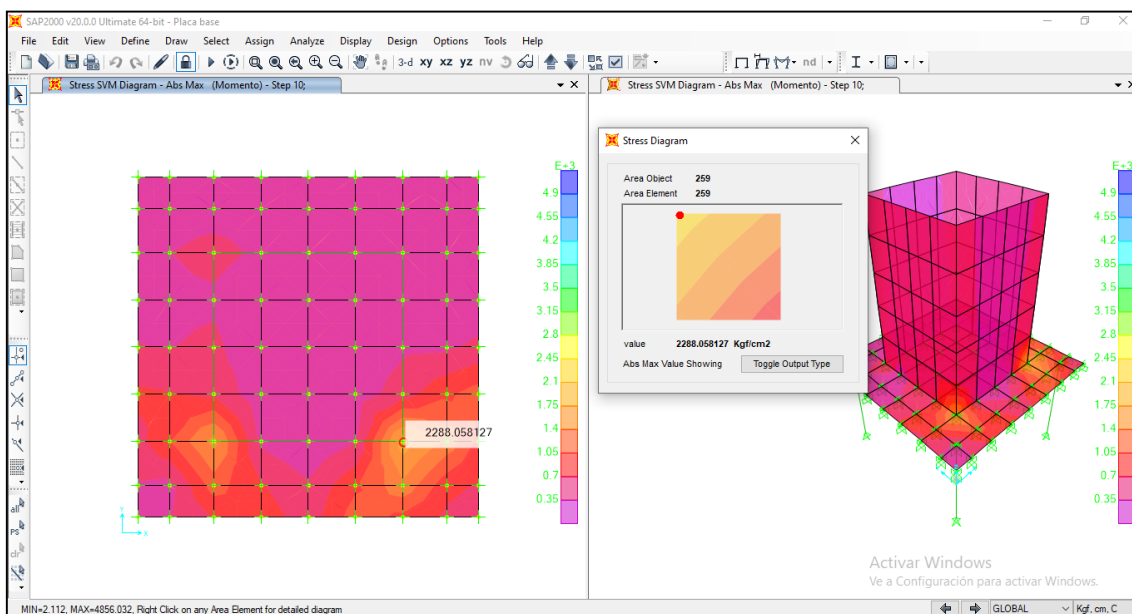 SAP2000 v20.0.0 Ultimate 64-bit - Placa base
File Edit View Define Draw Select Assign Analyze Display Design Options Tools Help
3-d xy xz yz nv
nd
Stress SVM Diagram - Abs Max (Momento) - Step 10;
Stress SVM Diagram - Abs Max (Momento) - Step 10;
Stress Diagram
Area Object 259
Area Element 259
value 2288.058127 Kgf/cm2
Abs Max Value Showing Toggle Output Type
E+3
4.9
4.55
4.2
3.85
3.5
3.15
2.8
2.45
2.1
1.75
1.4
1.05
0.7
0.35
E+3
4.9
4.55
4.2
3.85
3.5
3.15
2.8
2.45
2.1
1.75
1.4
1.05
0.7
0.35
2288.058127
Y
X
all
PS
clr
Activar Windows
Ve a Configuración para activar Windows.
MIN=2.112, MAX=4856.032, Right Click on any Area Element for detailed diagram
GLOBAL
Kgf, cm, C